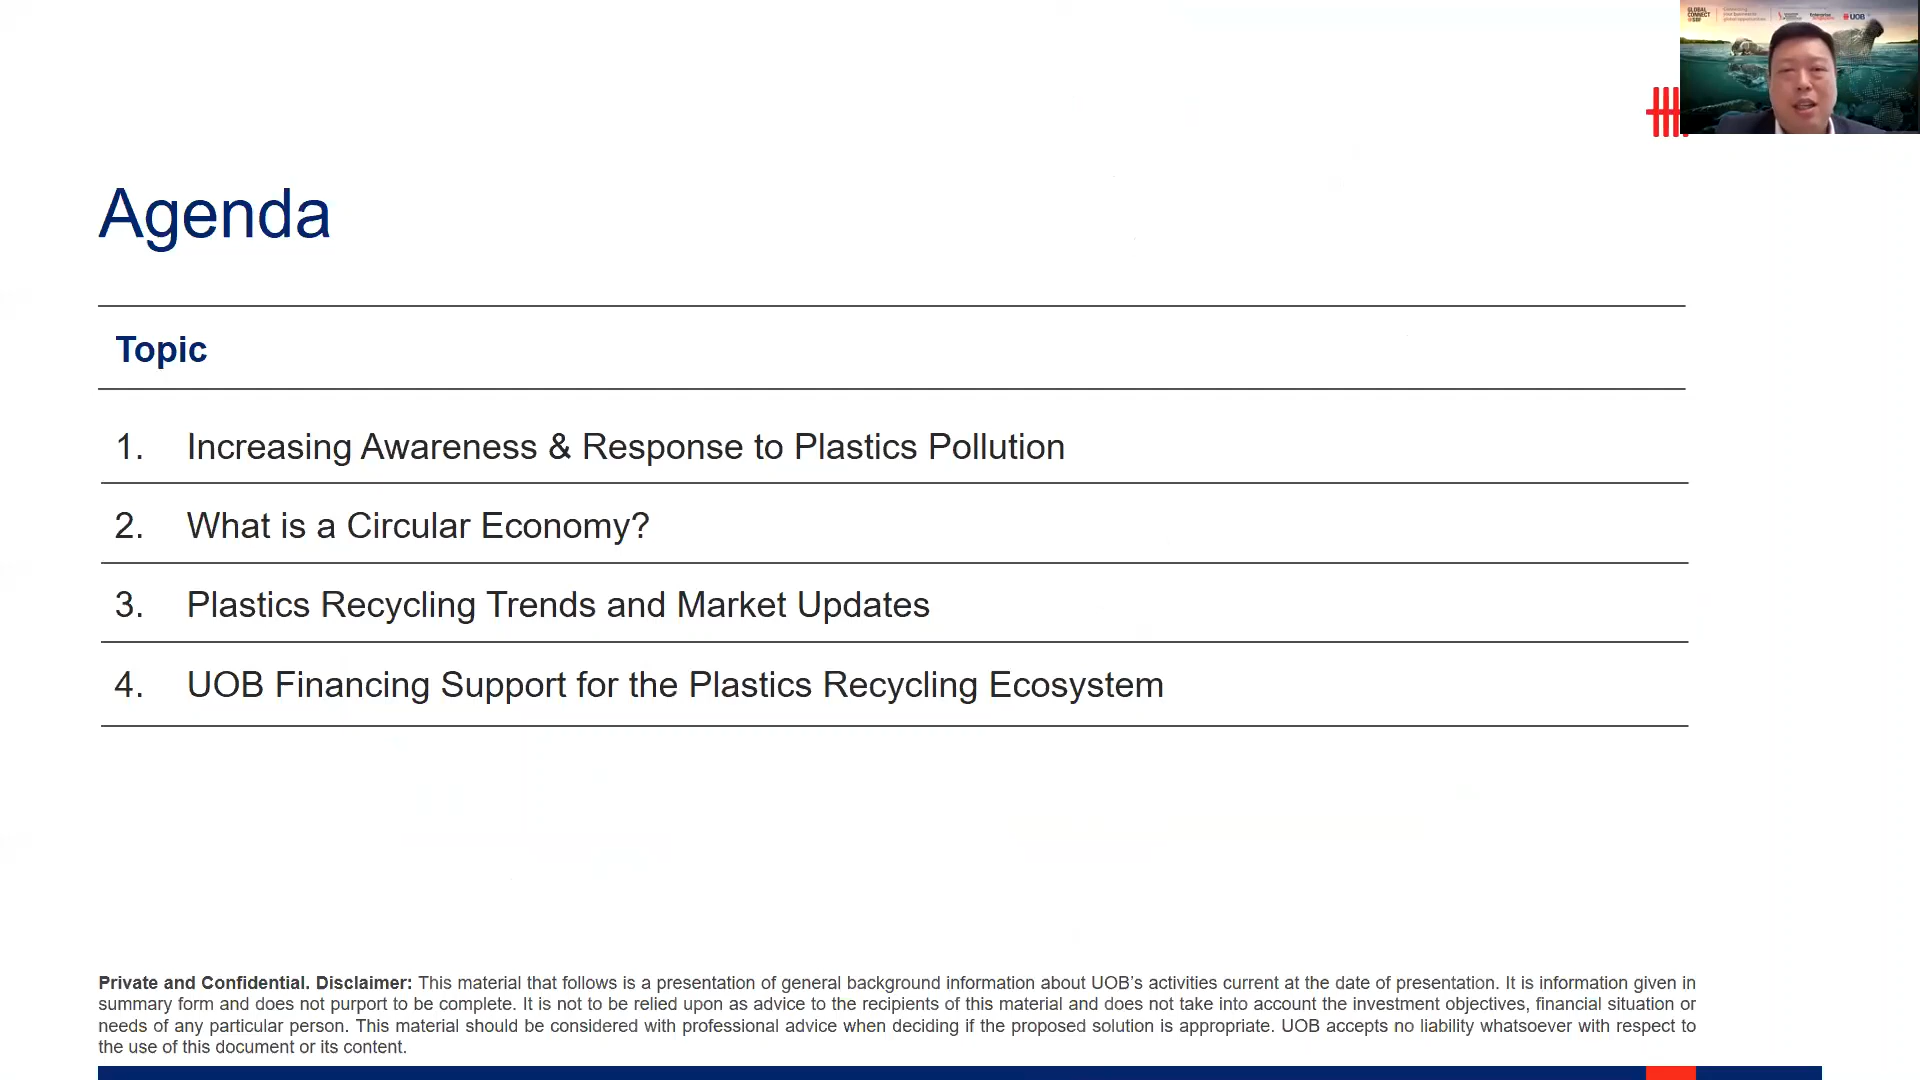 GLOBAL
CONNECT
@SBF
UOB
Agenda
Topic
1. Increasing Awareness & Response to Plastics Pollution
2. What is a Circular Economy?
3. Plastics Recycling Trends and Market Updates
4. UOB Financing Support for the Plastics Recycling Ecosystem
Private and Confidential. Disclaimer: This material that follows is a presentation of general background information about UOB’s activities current at the date of presentation. It is information given in
summary form and does not purport to be complete. It is not to be relied upon as advice to the recipients of this material and does not take into account the investment objectives, financial situation or
needs of any particular person. This material should be considered with professional advice when deciding if the proposed solution is appropriate. UOB accepts no liability whatsoever with respect to
the use of this document or its content.